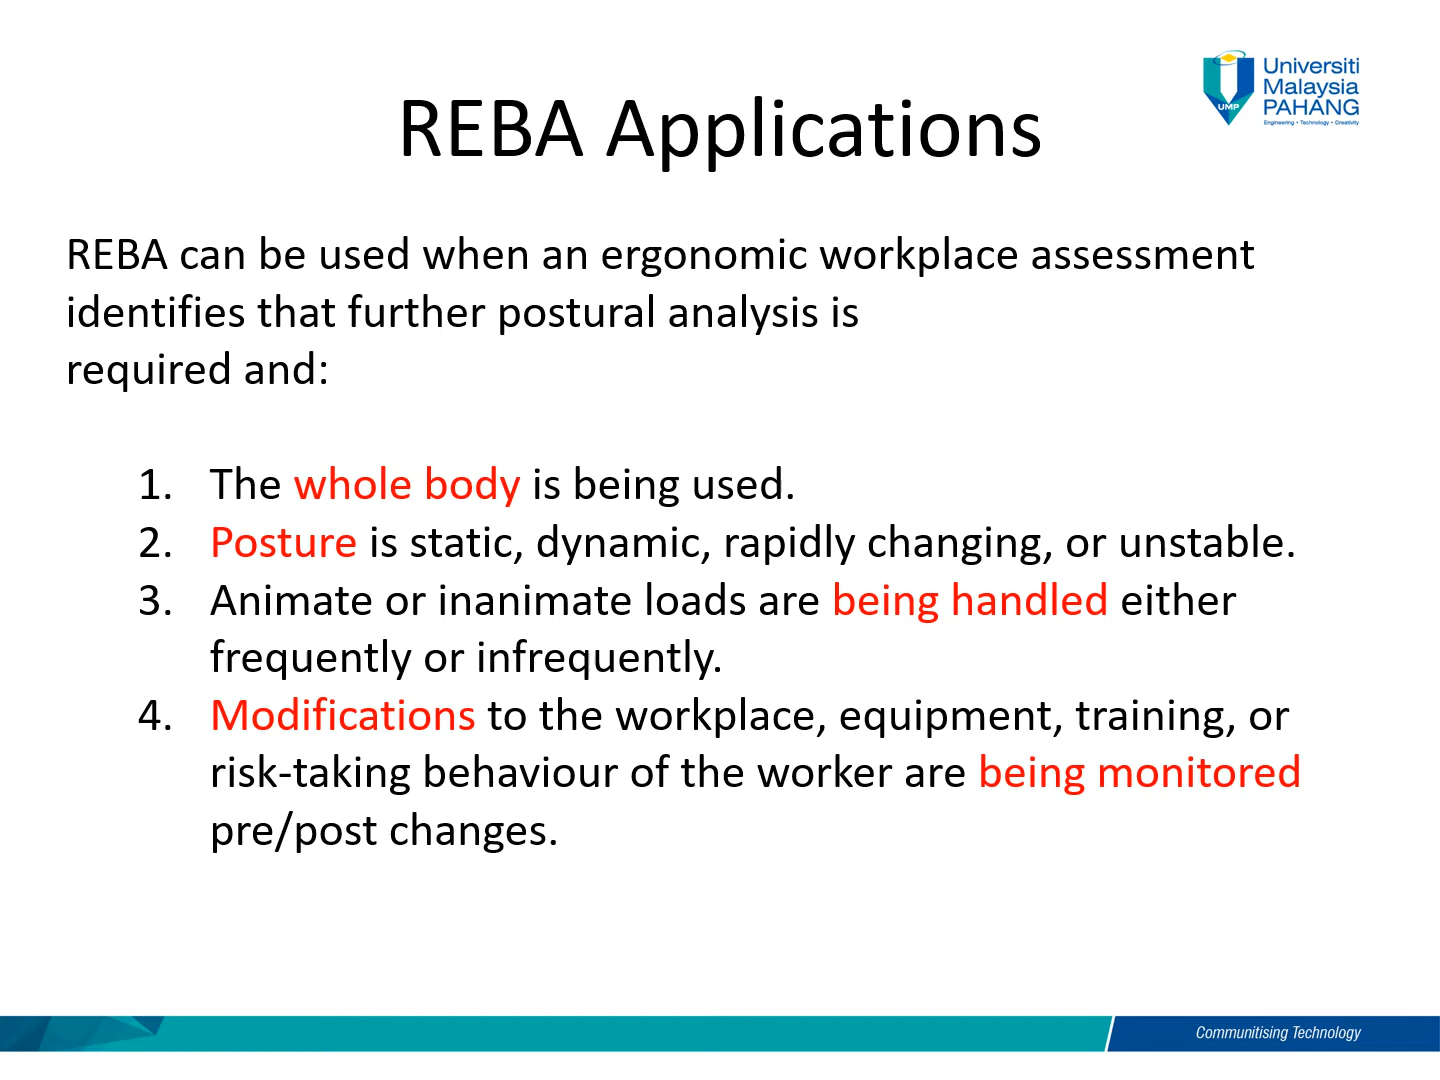 Universiti
Malaysia
PAHANG
Engineering • Technology • Creativity
UMP
REBA Applications
REBA can be used when an ergonomic workplace assessment
identifies that further postural analysis is
required and:
1. The whole body is being used.
2. Posture is static, dynamic, rapidly changing, or unstable.
3. Animate or inanimate loads are being handled either
frequently or infrequently.
4. Modifications to the workplace, equipment, training, or
risk-taking behaviour of the worker are being monitored
pre/post changes.
Communitising Technology